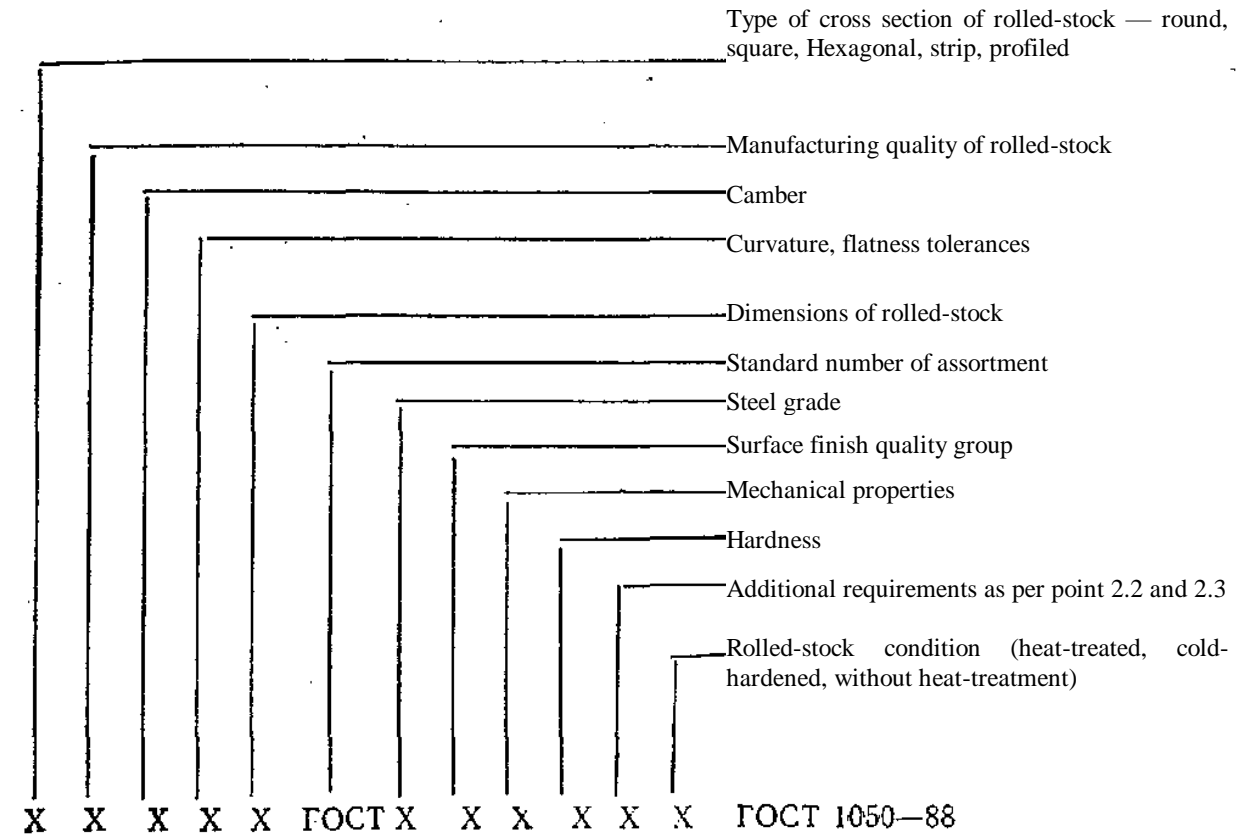 Type of cross section of rolled-stock — round,
square, Hexagonal, strip, profiled
Manufacturing quality of rolled-stock
Camber
Curvature, flatness tolerances
Dimensions of rolled-stock
Standard number of assortment
Steel grade
Surface finish quality group
Mechanical properties
Hardness
Additional requirements as per point 2.2 and 2.3
Rolled-stock condition (heat-treated, cold-
hardened, without heat-treatment)
X X X X X ГОСТ X X X X X X ГОСТ 1050—88